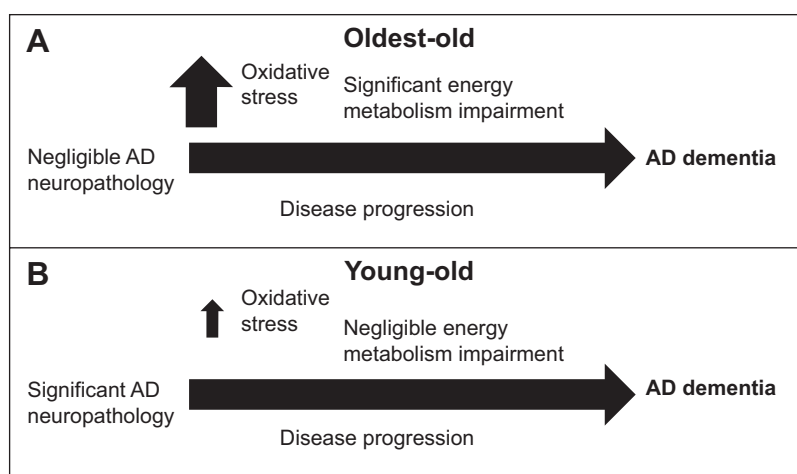 A
Oldest-old
Oxidative
stress
Significant energy
metabolism impairment
Negligible AD
neuropathology
AD dementia
Disease progression
B
Young-old
Oxidative
stress
Negligible energy
metabolism impairment
Significant AD
neuropathology
AD dementia
Disease progression